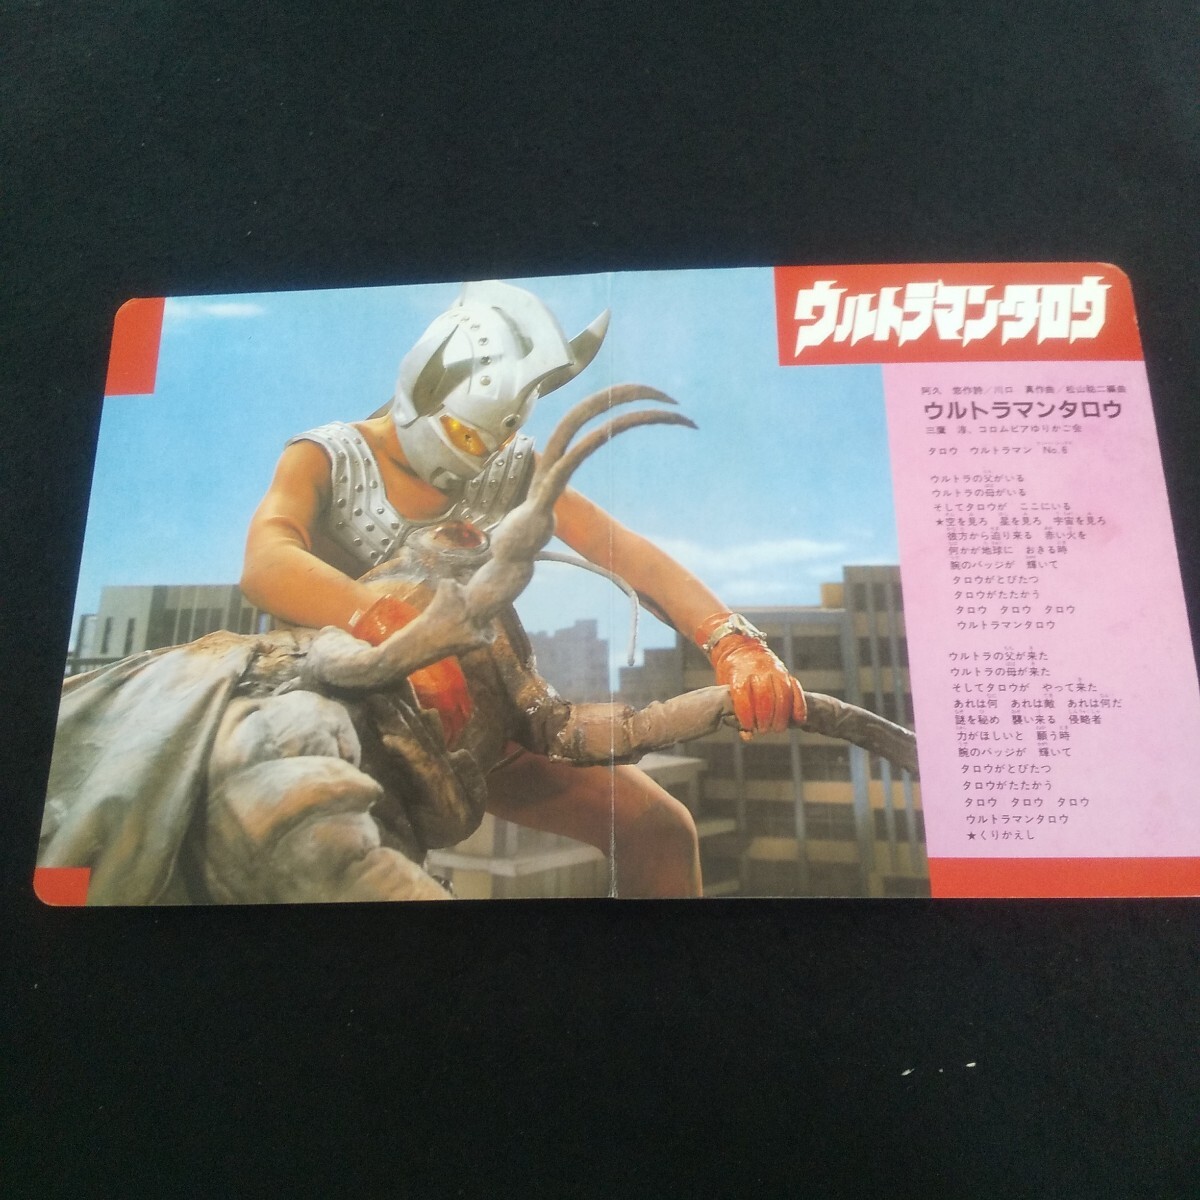 ウルトラマンタロウ
阿久 悠作詩／川口 真作曲／松山祐二編曲
ウルトラマンタロウ
三鷹 淳、コロムビアゆりかご会
タロウ ウルトラマン No.6
ウルトラの父がいる
ウルトラの母がいる
そしてタロウが ここにいる
★空を見ろ 星を見ろ 宇宙を見ろ
彼方から迫り来る 赤い火を
何かが地球に おきる時
腕のバッジが 輝いて
タロウがとびたつ
タロウがたたかう
タロウ タロウ タロウ
ウルトラマンタロウ
ウルトラの父が来た
ウルトラの母が来た
そしてタロウが やって来た
あれは何 あれは敵 あれは何だ
謎を秘め 襲い来る 侵略者
力がほしいと 願う時
腕のバッジが 輝いて
タロウがとびたつ
タロウがたたかう
タロウ タロウ タロウ
ウルトラマンタロウ
★くりかえし